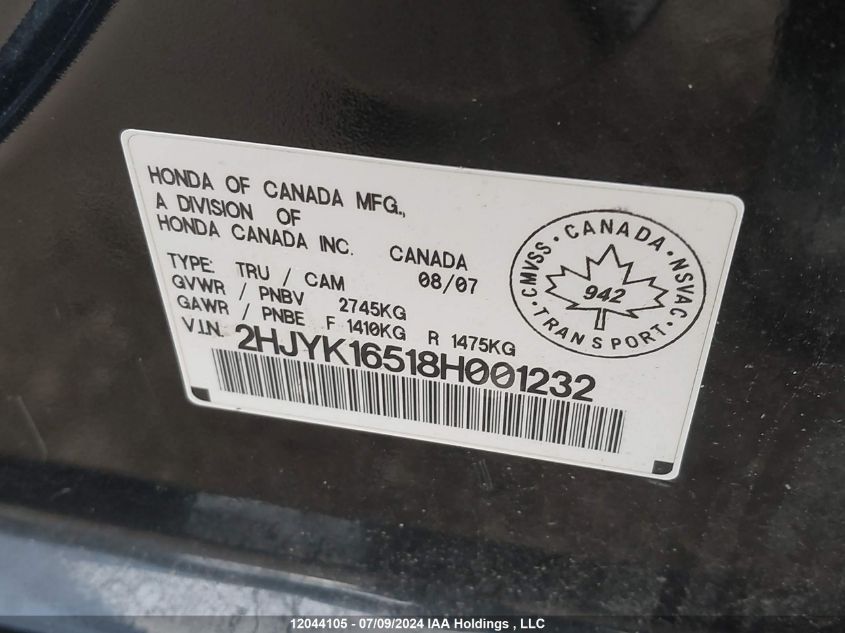 HONDA OF CANADA MFG.,
A DIVISION OF
HONDA CANADA INC. CANADA
TYPE: TRU / CAM 08/07
GVWR / PNBV 2745KG
GAWR / PNBE F 1410KG R 1475KG
V.I.N. 2HJYK16518H001232
CMVSS · CANADA · NSVAC · TRANSPORT ·
942
12044105 - 07/09/2024 IAA Holdings , LLC